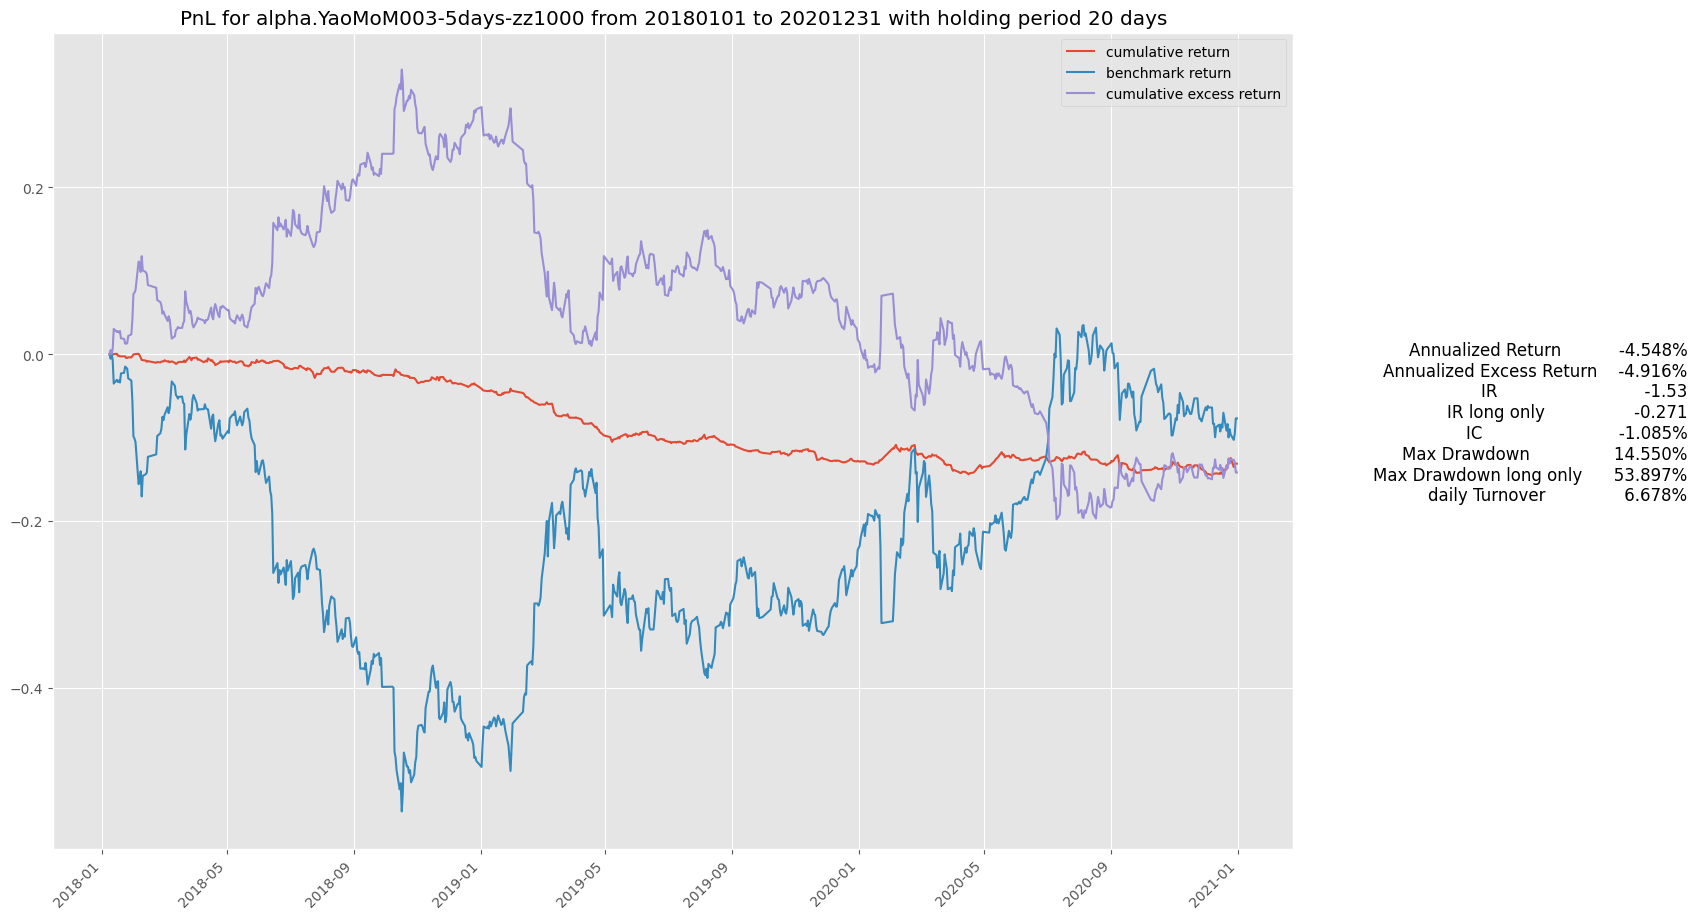 PnL for alpha.YaoMoM003-5days-zz1000 from 20180101 to 20201231 with holding period 20 days
cumulative return
benchmark return
cumulative excess return
0.2
0.0
−0.2
−0.4
2018-01
2018-05
2018-09
2019-01
2019-05
2019-09
2020-01
2020-05
2020-09
2021-01
Annualized Return -4.548%
Annualized Excess Return -4.916%
IR -1.53
IR long only -0.271
IC -1.085%
Max Drawdown 14.550%
Max Drawdown long only 53.897%
daily Turnover 6.678%